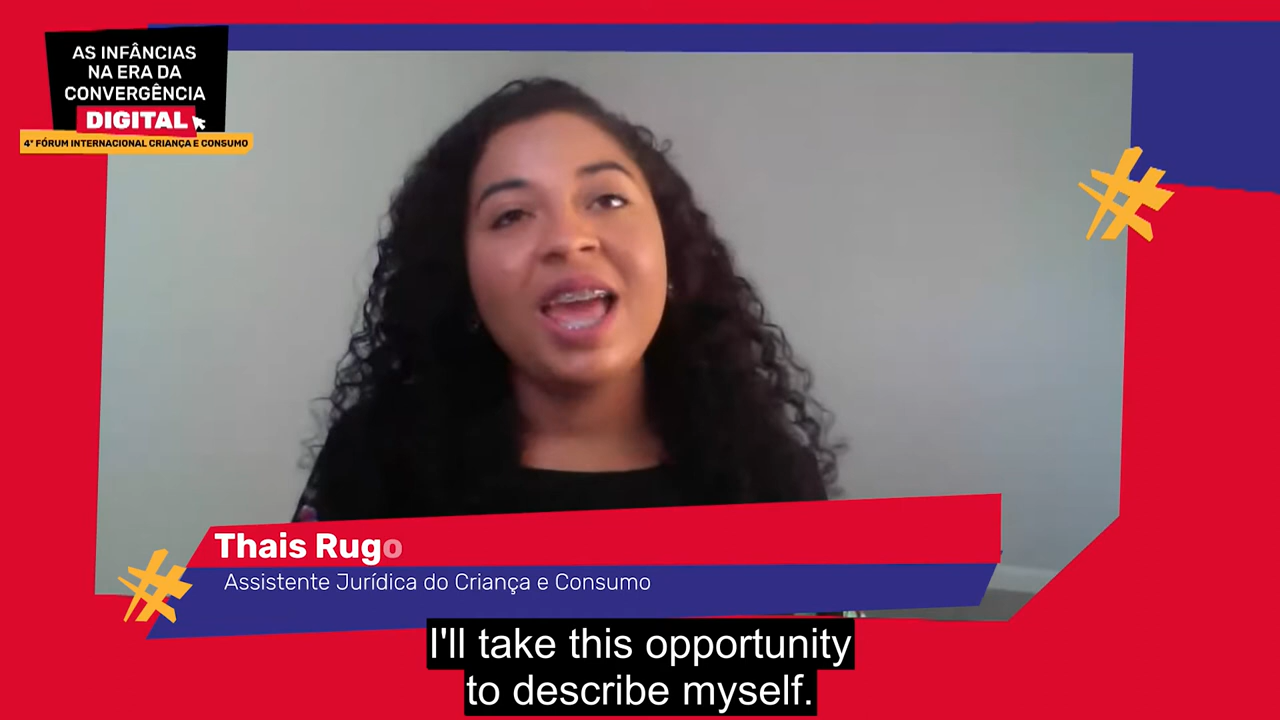 AS INFÂNCIAS
NA ERA DA
CONVERGÊNCIA
DIGITAL
4º FÓRUM INTERNACIONAL CRIANÇA E CONSUMO
Thais Rugo
Assistente Jurídica do Criança e Consumo
I'll take this opportunity
to describe myself.